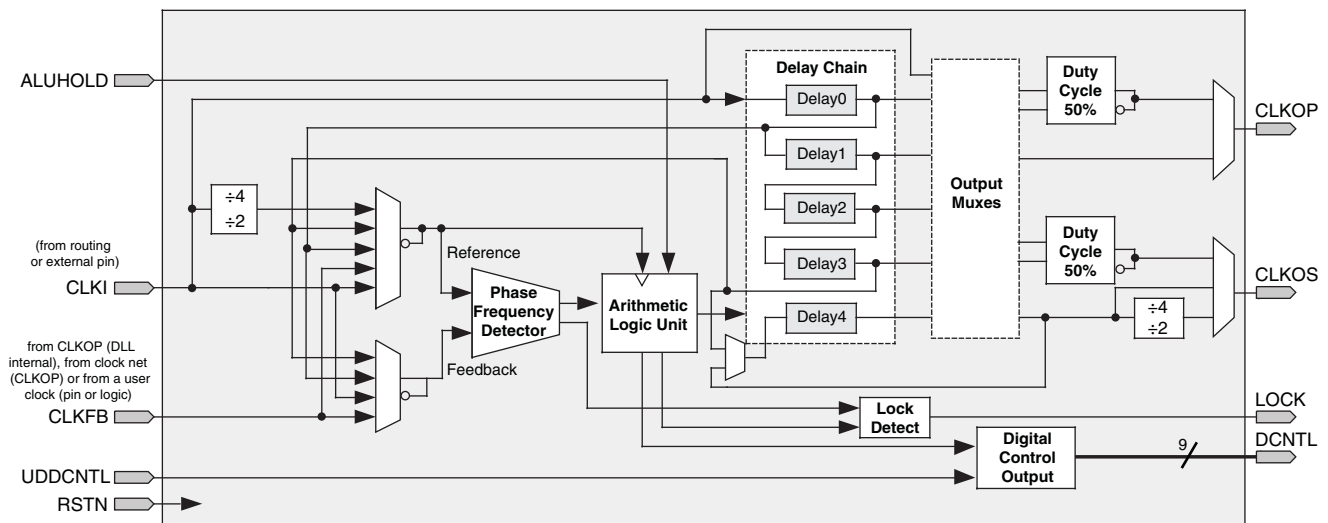 ALUHOLD
Delay Chain
Delay0
Delay1
Delay2
Delay3
Delay4
Output
Muxes
Duty
Cycle
50%
CLKOP
÷4
÷2
(from routing
or external pin)
CLKI
Reference
Phase
Frequency
Detector
Arithmetic
Logic Unit
Duty
Cycle
50%
÷4
÷2
CLKOS
from CLKOP (DLL
internal), from clock net
(CLKOP) or from a user
clock (pin or logic)
CLKFB
Feedback
Lock
Detect
LOCK
Digital
Control
Output
9
DCNTL
UDDCNTL
RSTN